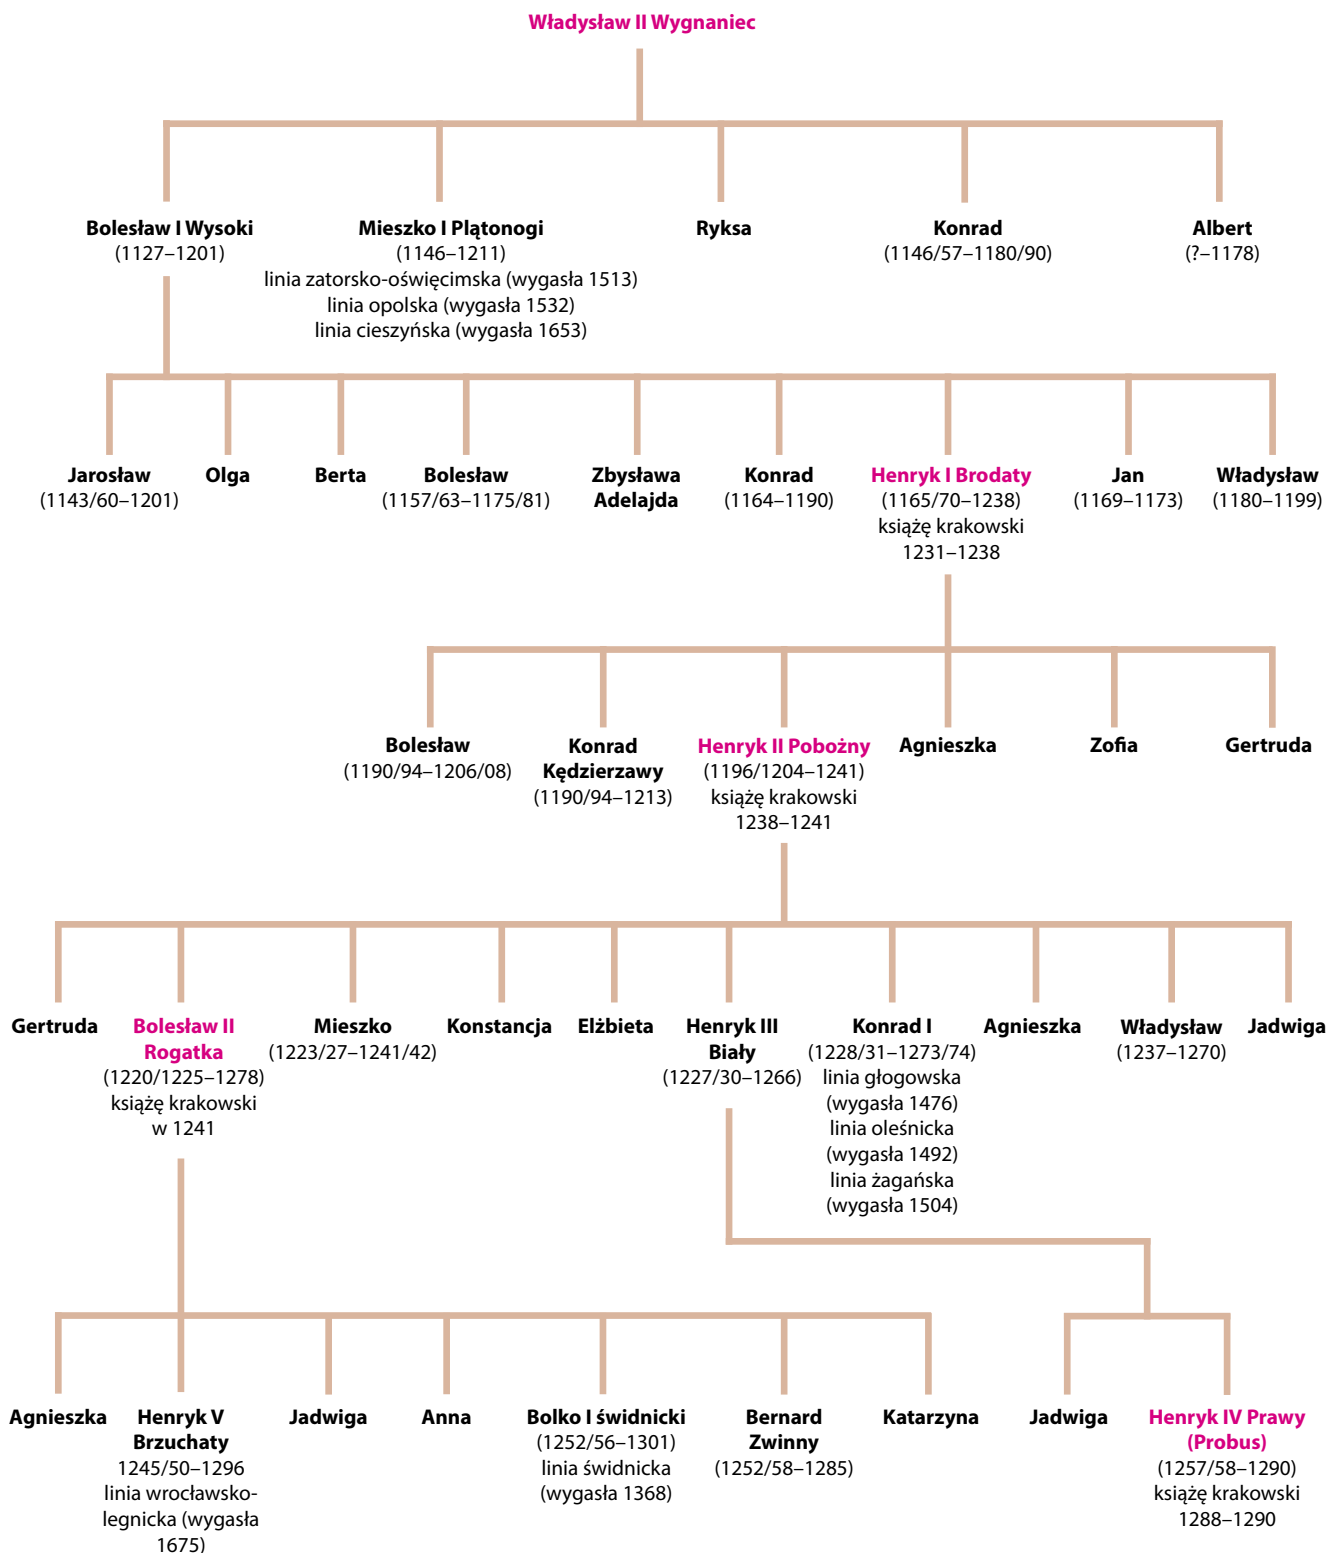 Władysław II Wygnaniec
Bolesław I Wysoki
(1127–1201)
Mieszko I Plątonogi
(1146–1211)
linia zatorsko-oświęcimska (wygasła 1513)
linia opolska (wygasła 1532)
linia cieszyńska (wygasła 1653)
Ryksa
Konrad
(1146/57–1180/90)
Albert
(?–1178)
Jarosław
(1143/60–1201)
Olga
Berta
Bolesław
(1157/63–1175/81)
Zbysława
Adelajda
Konrad
(1164–1190)
Henryk I Brodaty
(1165/70–1238)
książę krakowski
1231–1238
Jan
(1169–1173)
Władysław
(1180–1199)
Bolesław
(1190/94–1206/08)
Konrad
Kędzierzawy
(1190/94–1213)
Henryk II Pobożny
(1196/1204–1241)
książę krakowski
1238–1241
Agnieszka
Zofia
Gertruda
Gertruda
Bolesław II
Rogatka
(1220/1225–1278)
książę krakowski
w 1241
Mieszko
(1223/27–1241/42)
Konstancja
Elżbieta
Henryk III
Biały
(1227/30–1266)
Konrad I
(1228/31–1273/74)
linia głogowska
(wygasła 1476)
linia oleśnicka
(wygasła 1492)
linia żagańska
(wygasła 1504)
Agnieszka
Władysław
(1237–1270)
Jadwiga
Agnieszka
Henryk V
Brzuchaty
1245/50–1296
linia wrocławsko-
legnicka (wygasła
1675)
Jadwiga
Anna
Bolko I świdnicki
(1252/56–1301)
linia świdnicka
(wygasła 1368)
Bernard
Zwinny
(1252/58–1285)
Katarzyna
Jadwiga
Henryk IV Prawy
(Probus)
(1257/58–1290)
książę krakowski
1288–1290